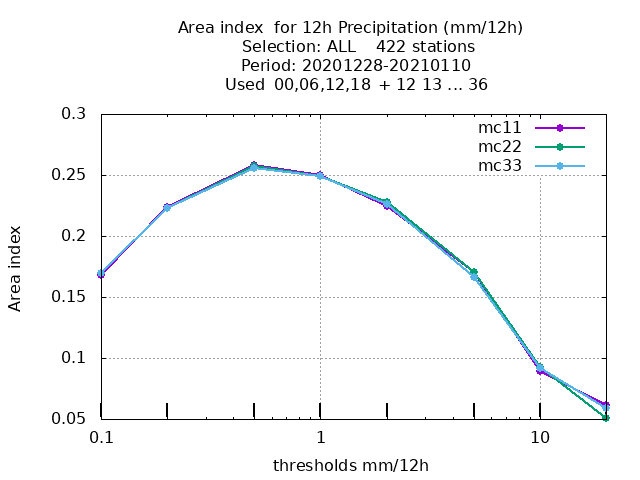 Area index  for 12h Precipitation (mm/12h)
Selection: ALL    422 stations
Period: 20201228-20210110
Used  00,06,12,18  + 12 13 ... 36
mc11
mc22
mc33
0.3
0.25
0.2
0.15
0.1
0.05
Area index
0.1
1
10
thresholds mm/12h